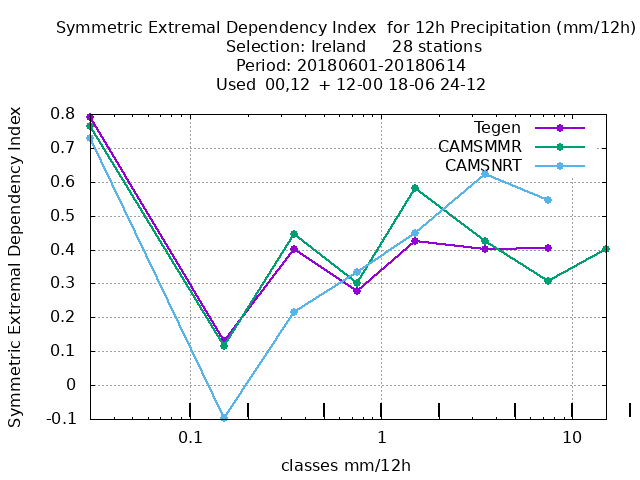 Symmetric Extremal Dependency Index  for 12h Precipitation (mm/12h)
Selection: Ireland     28 stations
Period: 20180601-20180614
Used  00,12  + 12-00 18-06 24-12
Symmetric Extremal Dependency Index
0.8
0.7
0.6
0.5
0.4
0.3
0.2
0.1
0
-0.1
Tegen
CAMSMMR
CAMSNRT
0.1 1 10
classes mm/12h